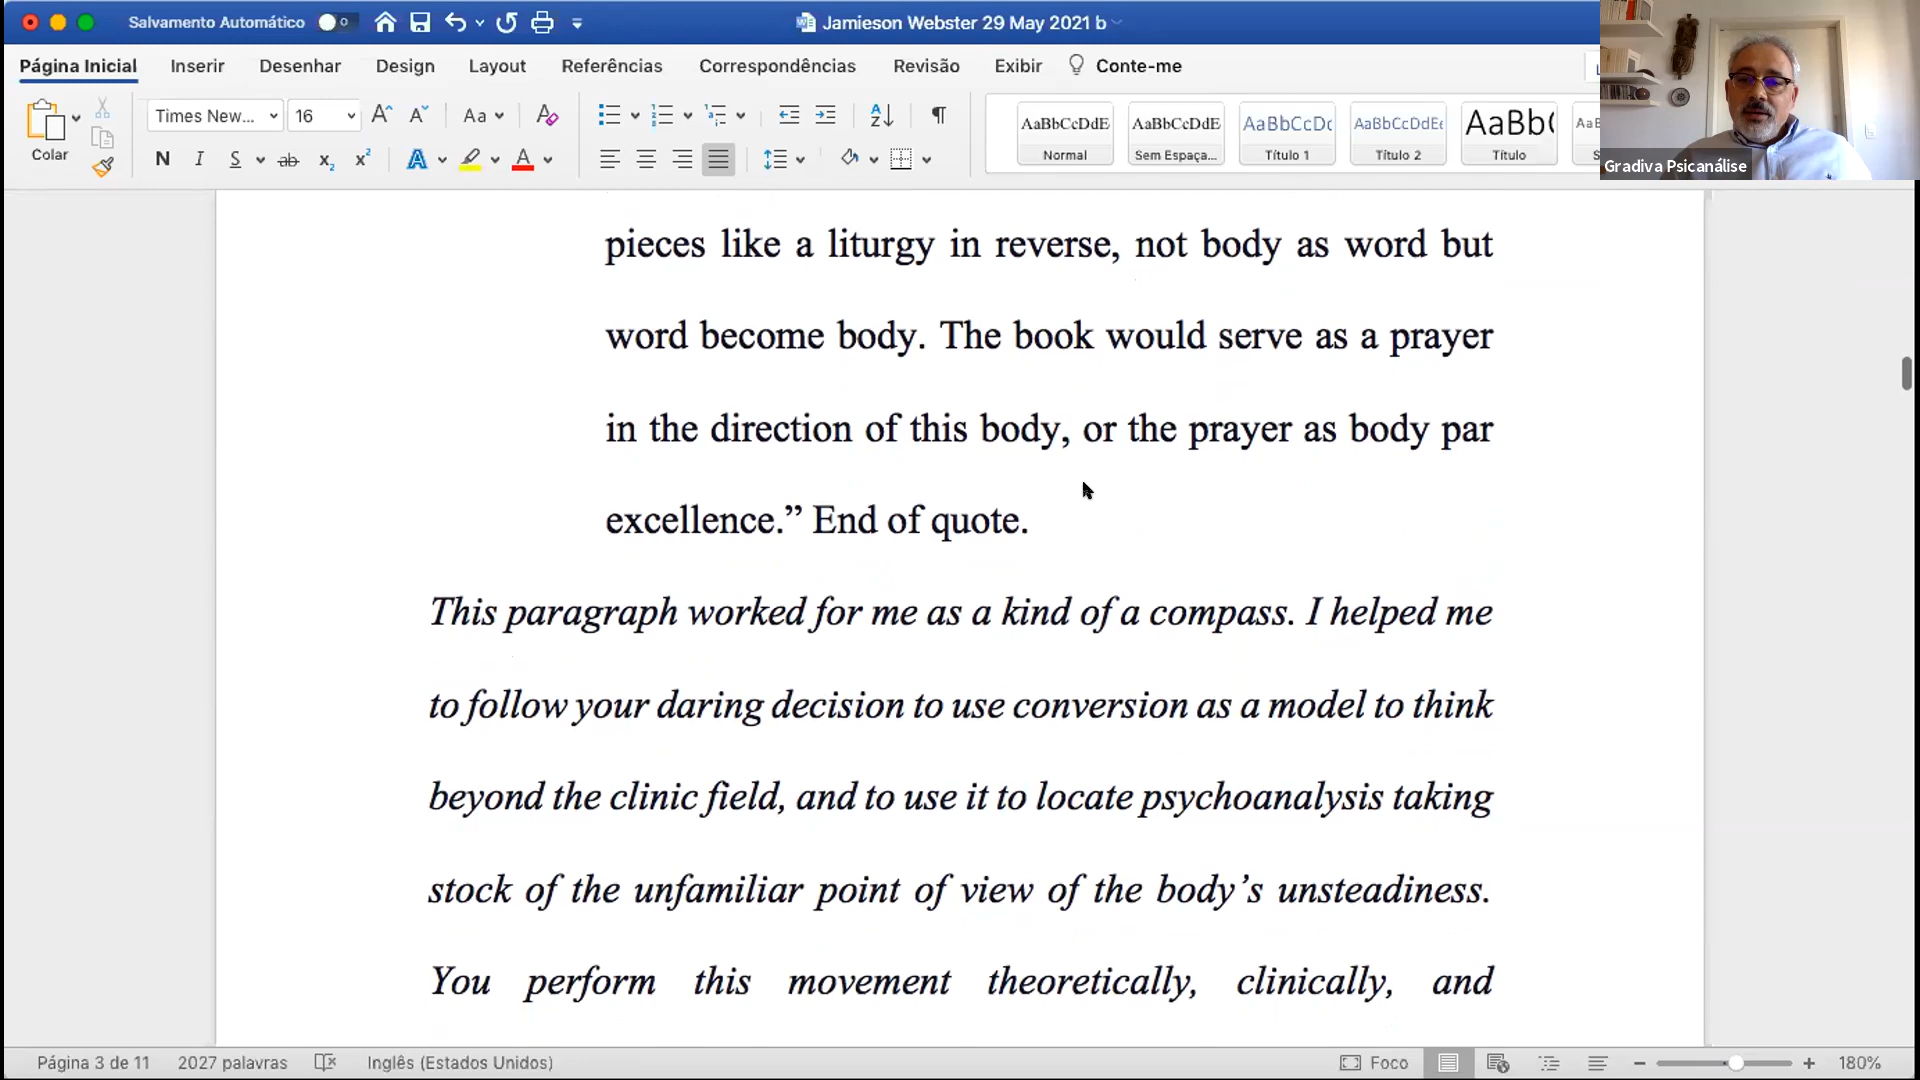 Salvamento Automático
Jamieson Webster 29 May 2021 b
Página Inicial Inserir Desenhar Design Layout Referências Correspondências Revisão Exibir Conte-me
Colar
Times New... 16 Aa
N I S ab x2 x2 A A
AaBbCcDdE AaBbCcDdE AaBbCcDc AaBbCcDdEe AaBb(
Normal Sem Espaça... Título 1 Título 2 Título
Gradiva Psicanálise
pieces like a liturgy in reverse, not body as word but
word become body. The book would serve as a prayer
in the direction of this body, or the prayer as body par
excellence.” End of quote.
This paragraph worked for me as a kind of a compass. I helped me
to follow your daring decision to use conversion as a model to think
beyond the clinic field, and to use it to locate psychoanalysis taking
stock of the unfamiliar point of view of the body’s unsteadiness.
You perform this movement theoretically, clinically, and
Página 3 de 11 2027 palavras Inglês (Estados Unidos) Foco 180%